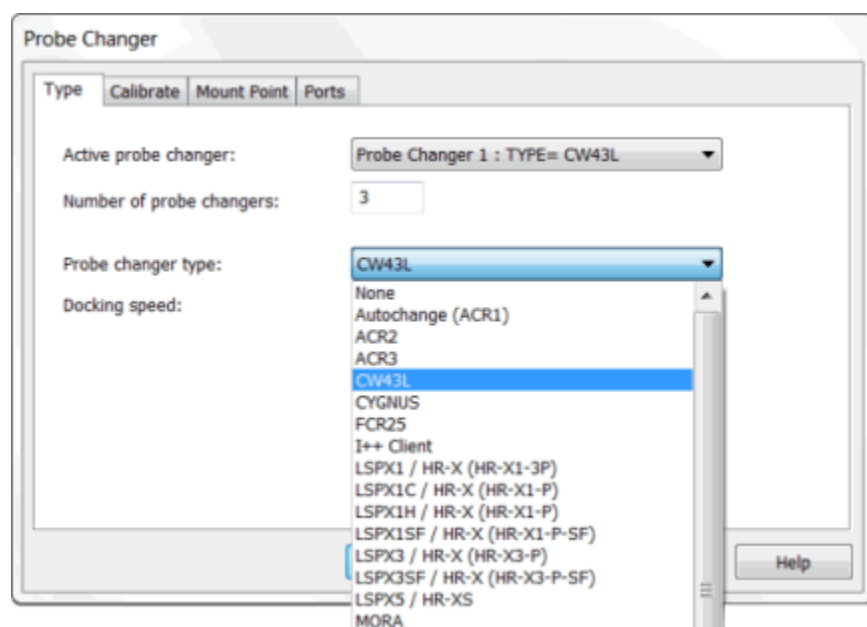 Probe Changer
Type Calibrate Mount Point Ports
Active probe changer: Probe Changer 1 : TYPE= CW43L
Number of probe changers: 3
Probe changer type: CW43L
Docking speed:
None
Autochange (ACR1)
ACR2
ACR3
CW43L
CYGNUS
FCR25
I++ Client
LSPX1 / HR-X (HR-X1-3P)
LSPX1C / HR-X (HR-X1-P)
LSPX1H / HR-X (HR-X1-P)
LSPX1SF / HR-X (HR-X1-P-SF)
LSPX3 / HR-X (HR-X3-P)
LSPX3SF / HR-X (HR-X3-P-SF)
LSPX5 / HR-XS
MORA
Help